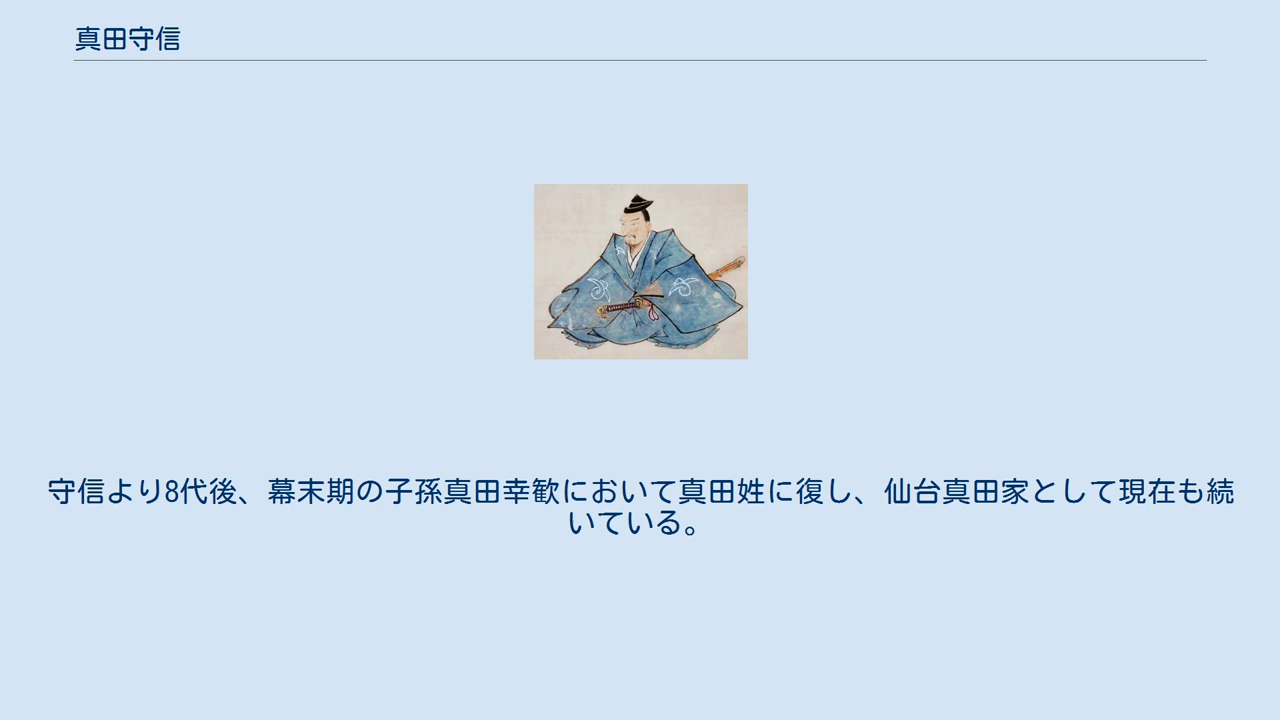 真田守信
守信より8代後、幕末期の子孫真田幸歓において真田姓に復し、仙台真田家として現在も続
いている。